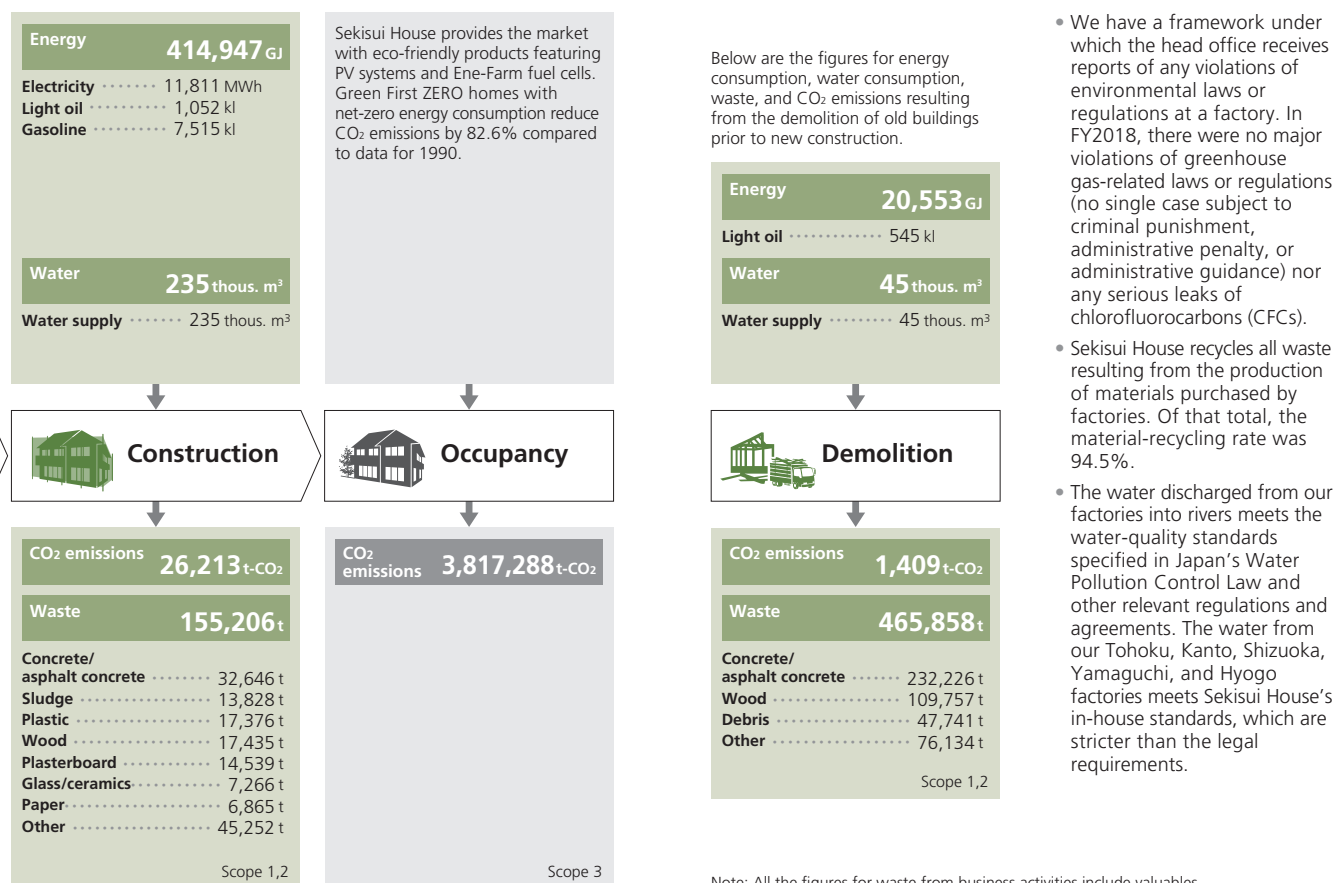 Energy 414,947 GJ
Electricity ······· 11,811 MWh
Light oil ··········· 1,052 kl
Gasoline ·········· 7,515 kl
Water 235 thous. m³
Water supply ······· 235 thous. m³
Construction
CO₂ emissions 26,213 t-CO₂
Waste 155,206 t
Concrete/
asphalt concrete ········ 32,646 t
Sludge ···················· 13,828 t
Plastic ····················· 17,376 t
Wood ····················· 17,435 t
Plasterboard ············· 14,539 t
Glass/ceramics ············ 7,266 t
Paper ······················ 6,865 t
Other ····················· 45,252 t
Scope 1,2
Sekisui House provides the market
with eco-friendly products featuring
PV systems and Ene-Farm fuel cells.
Green First ZERO homes with
net-zero energy consumption reduce
CO₂ emissions by 82.6% compared
to data for 1990.
Occupancy
CO₂
emissions 3,817,288 t-CO₂
Scope 3
Below are the figures for energy
consumption, water consumption,
waste, and CO₂ emissions resulting
from the demolition of old buildings
prior to new construction.
Energy 20,553 GJ
Light oil ············· 545 kl
Water 45 thous. m³
Water supply ········· 45 thous. m³
Demolition
CO₂ emissions 1,409 t-CO₂
Waste 465,858 t
Concrete/
asphalt concrete ········ 232,226 t
Wood ···················· 109,757 t
Debris ····················· 47,741 t
Other ····················· 76,134 t
Scope 1,2
Note: All the figures for waste from business activities include valuables
• We have a framework under
which the head office receives
reports of any violations of
environmental laws or
regulations at a factory. In
FY2018, there were no major
violations of greenhouse
gas-related laws or regulations
(no single case subject to
criminal punishment,
administrative penalty, or
administrative guidance) nor
any serious leaks of
chlorofluorocarbons (CFCs).
• Sekisui House recycles all waste
resulting from the production
of materials purchased by
factories. Of that total, the
material-recycling rate was
94.5%.
• The water discharged from our
factories into rivers meets the
water-quality standards
specified in Japan's Water
Pollution Control Law and
other relevant regulations and
agreements. The water from
our Tohoku, Kanto, Shizuoka,
Yamaguchi, and Hyogo
factories meets Sekisui House's
in-house standards, which are
stricter than the legal
requirements.